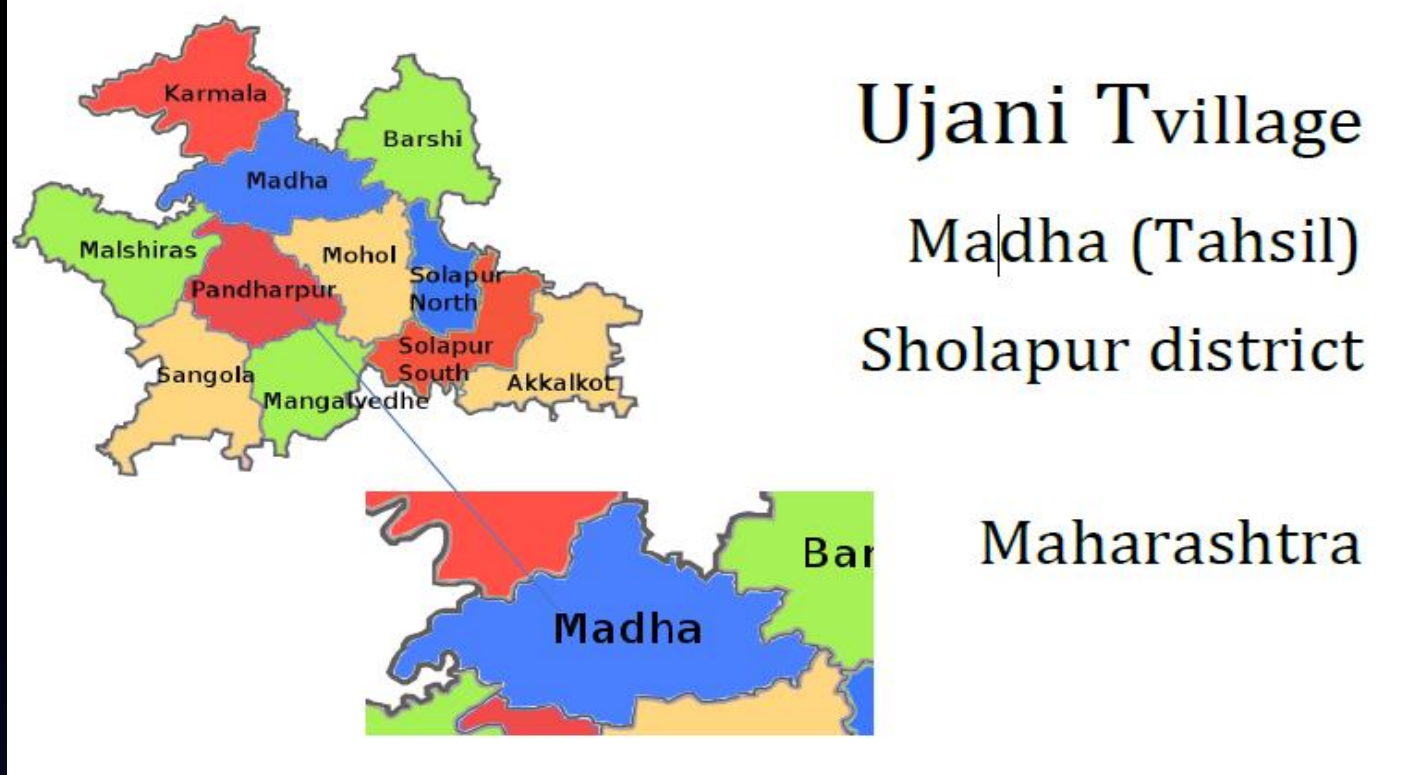 Karmala
Barshi
Madha
Malshiras
Mohol
Solapur
North
Pandharpur
Solapur
South
Sangola
Akkalkot
Mangalvedhe
Bar
Madha
Ujani Tvillage
Madha (Tahsil)
Sholapur district
Maharashtra